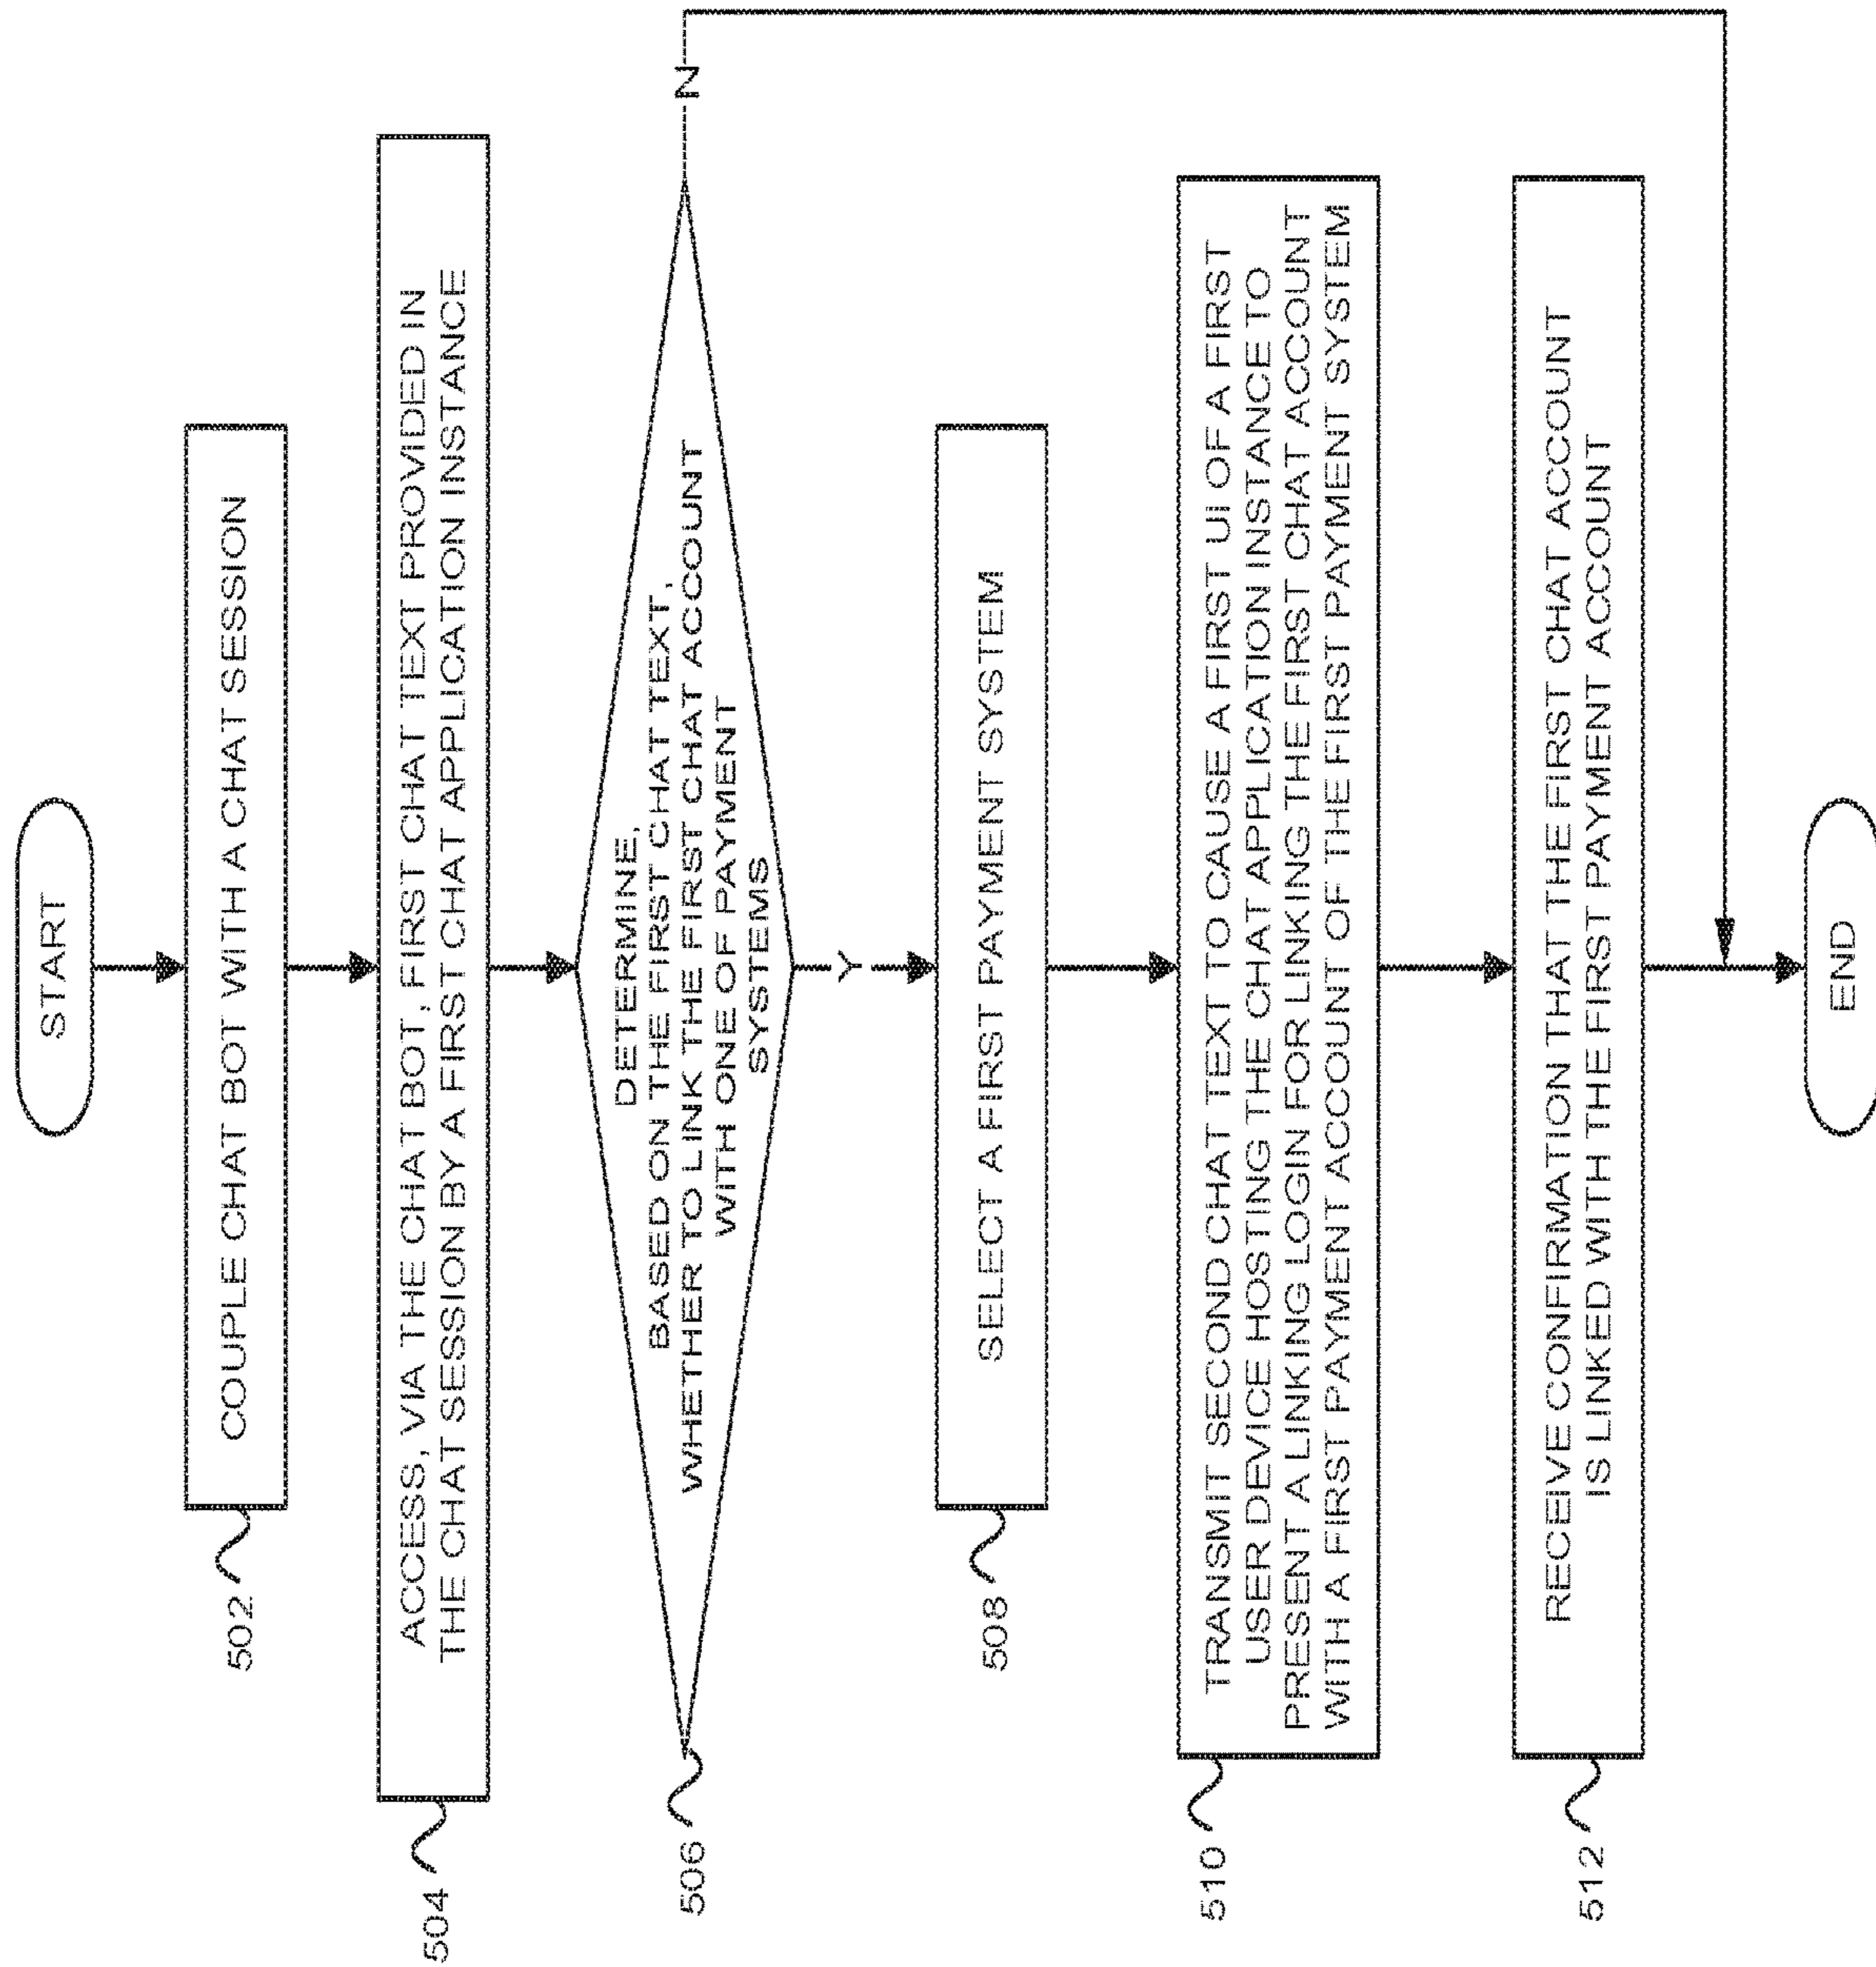 START
COUPLE CHAT BOT WITH A CHAT SESSION
502
ACCESS, VIA THE CHAT BOT, FIRST CHAT TEXT PROVIDED IN
THE CHAT SESSION BY A FIRST CHAT APPLICATION INSTANCE
504
DETERMINE,
BASED ON THE FIRST CHAT TEXT,
WHETHER TO LINK THE FIRST CHAT ACCOUNT
WITH ONE OF PAYMENT
SYSTEMS
506
N
Y
SELECT A FIRST PAYMENT SYSTEM
508
TRANSMIT SECOND CHAT TEXT TO CAUSE A FIRST UI OF A FIRST
USER DEVICE HOSTING THE CHAT APPLICATION INSTANCE TO
PRESENT A LINKING LOGIN FOR LINKING THE FIRST CHAT ACCOUNT
WITH A FIRST PAYMENT ACCOUNT OF THE FIRST PAYMENT SYSTEM
510
RECEIVE CONFIRMATION THAT THE FIRST CHAT ACCOUNT
IS LINKED WITH THE FIRST PAYMENT ACCOUNT
512
END